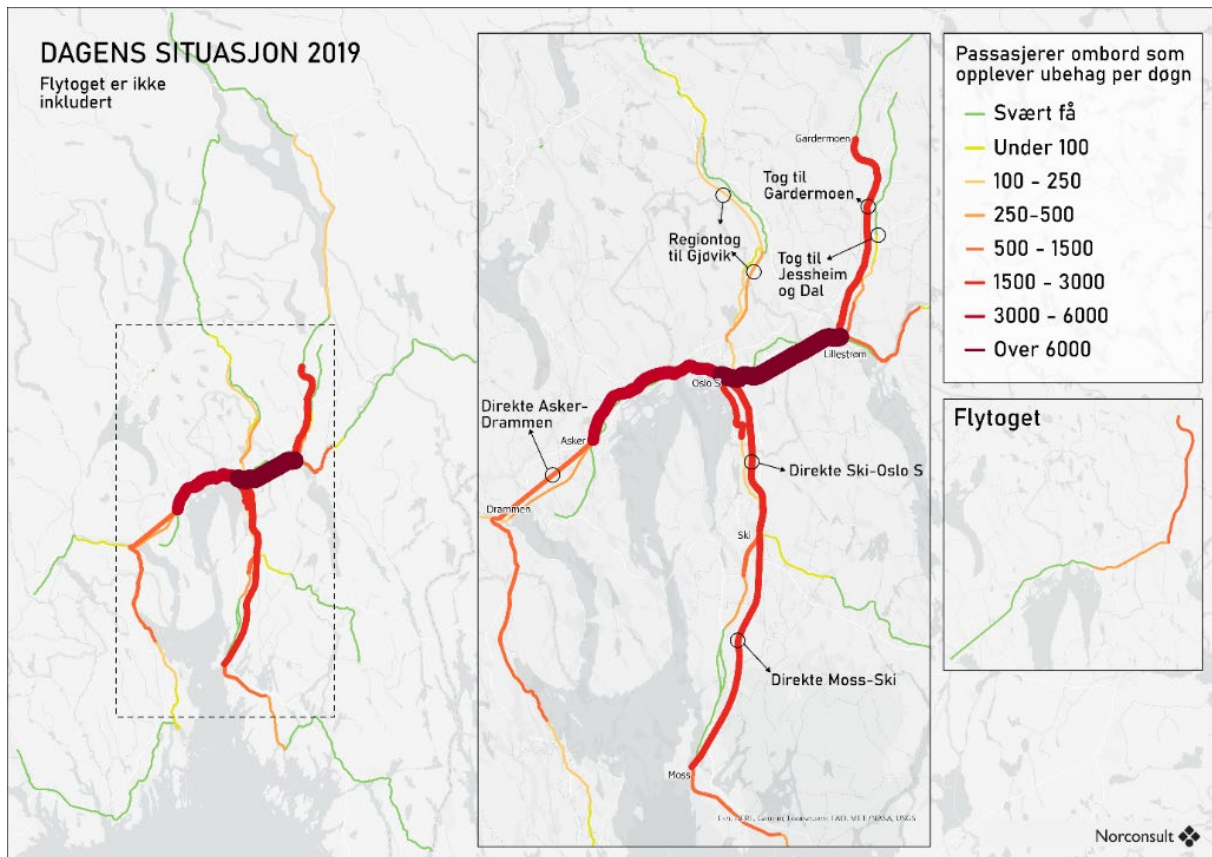 DAGENS SITUASJON 2019
Flytoget er ikke
inkludert
Gardermoen
Tog til
Gardermoen
Regiontog
til Gjøvik
Tog til
Jessheim
og Dal
Lillestrøm
Oslo S
Direkte Asker-
Drammen
Asker
Direkte Ski-Oslo S
Drammen
Ski
Direkte Moss-Ski
Moss
Passasjerer ombord som
opplever ubehag per døgn
Svært få
Under 100
100 - 250
250-500
500 - 1500
1500 - 3000
3000 - 6000
Over 6000
Flytoget
Norconsult